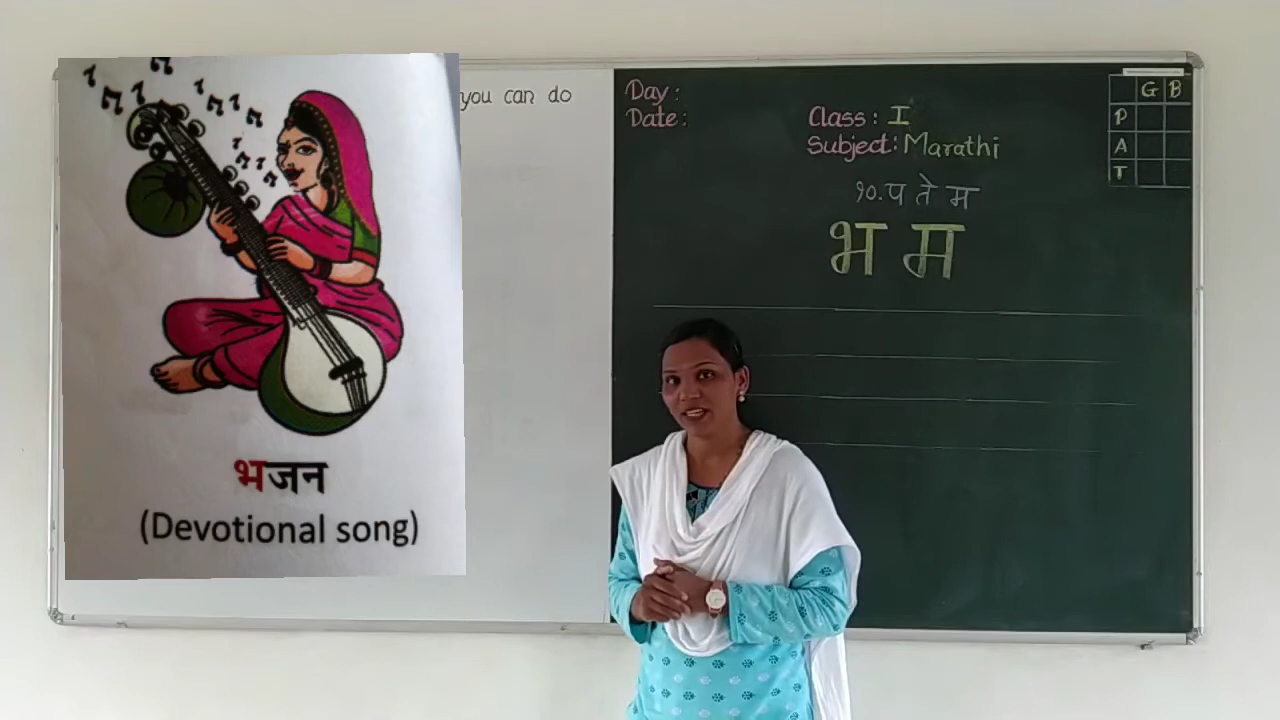 you can do
भजन
(Devotional song)
Day :
Date :
Class : I
Subject: Marathi
१०. प ते म
भ म
G B
P
A
T